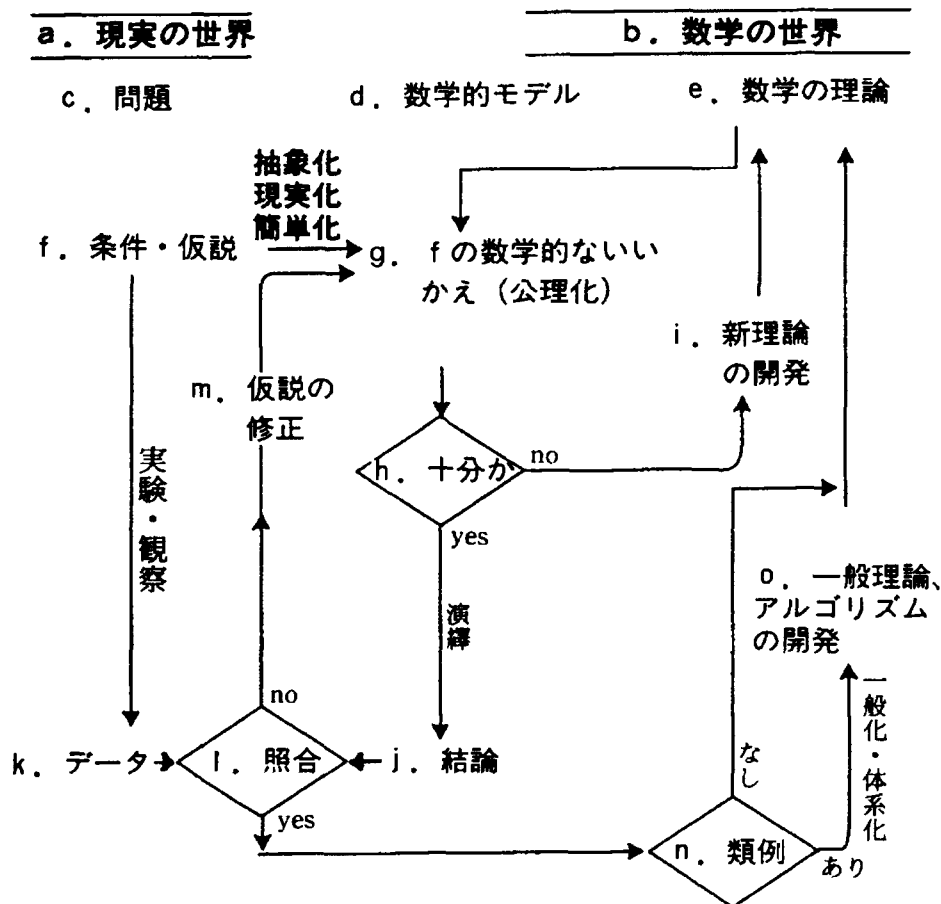 a. 現実の世界
b. 数学の世界
c. 問題
d. 数学的モデル
e. 数学の理論
抽象化
現実化
簡単化
f. 条件・仮説
g. fの数学的ないい
かえ（公理化）
i. 新理論
の開発
m. 仮説の
修正
h. 十分か
no
yes
実験・観察
演繹
o. 一般理論、
アルゴリズム
の開発
no
k. データ
l. 照合
j. 結論
yes
なし
一般化・体系化
n. 類例
あり